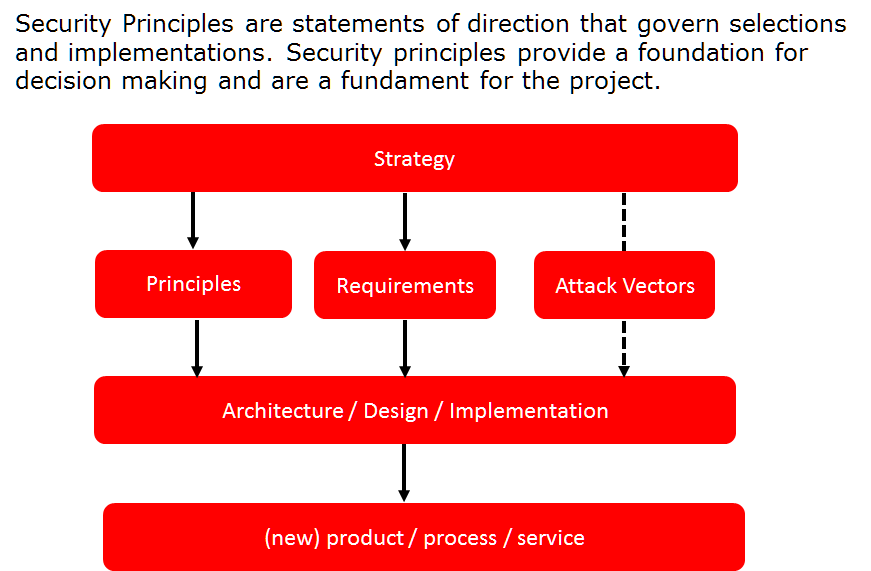 Security Principles are statements of direction that govern selections
and implementations. Security principles provide a foundation for
decision making and are a fundament for the project.
Strategy
Principles
Requirements
Attack Vectors
Architecture / Design / Implementation
(new) product / process / service